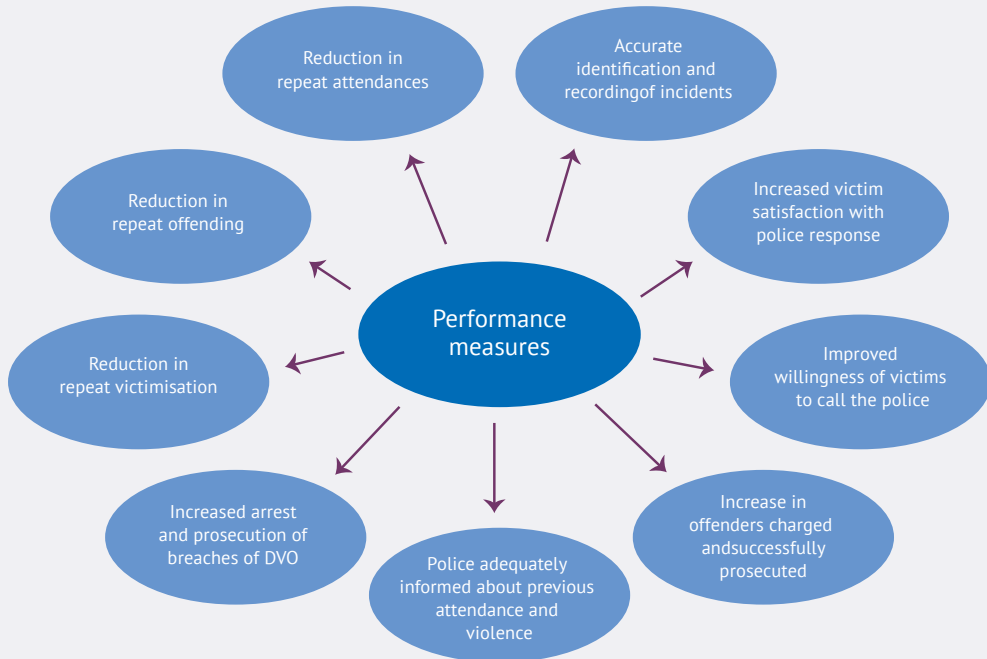 Reduction in
repeat attendances
Accurate
identification and
recordingof incidents
Reduction in
repeat offending
Increased victim
satisfaction with
police response
Performance
measures
Reduction in
repeat victimisation
Improved
willingness of victims
to call the police
Increased arrest
and prosecution of
breaches of DVO
Police adequately
informed about previous
attendance and
violence
Increase in
offenders charged
andsuccessfully
prosecuted